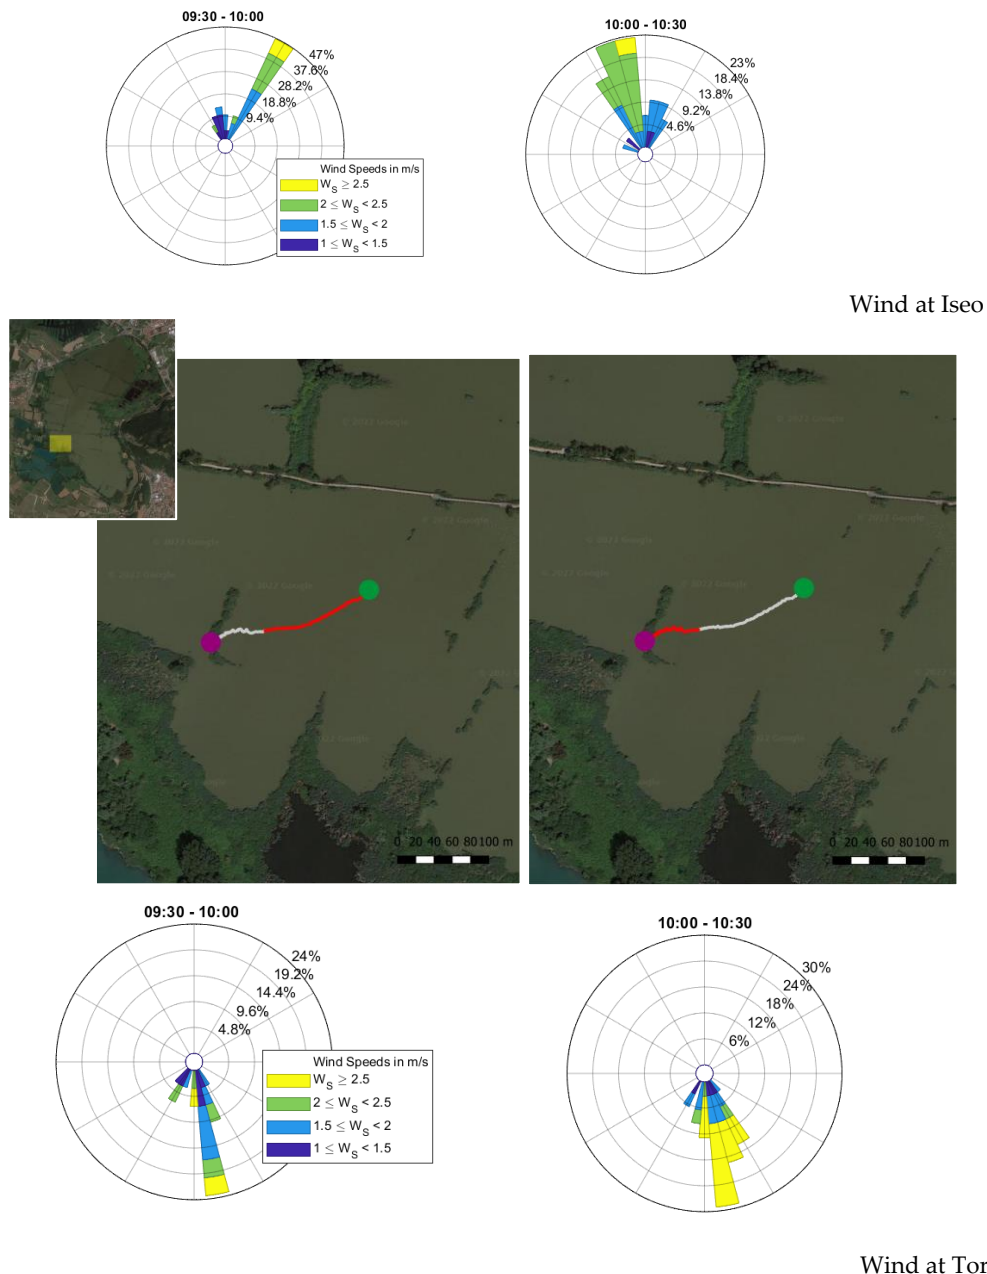 09:30 - 10:00
47%
37.6%
28.2%
18.8%
9.4%
Wind Speeds in m/s
W_S ≥ 2.5
2 ≤ W_S < 2.5
1.5 ≤ W_S < 2
1 ≤ W_S < 1.5
10:00 - 10:30
23%
18.4%
13.8%
9.2%
4.6%
Wind at Iseo
0 20 40 60 80 100 m
0 20 40 60 80 100 m
09:30 - 10:00
24%
19.2%
14.4%
9.6%
4.8%
Wind Speeds in m/s
W_S ≥ 2.5
2 ≤ W_S < 2.5
1.5 ≤ W_S < 2
1 ≤ W_S < 1.5
10:00 - 10:30
30%
24%
18%
12%
6%
Wind at Tor